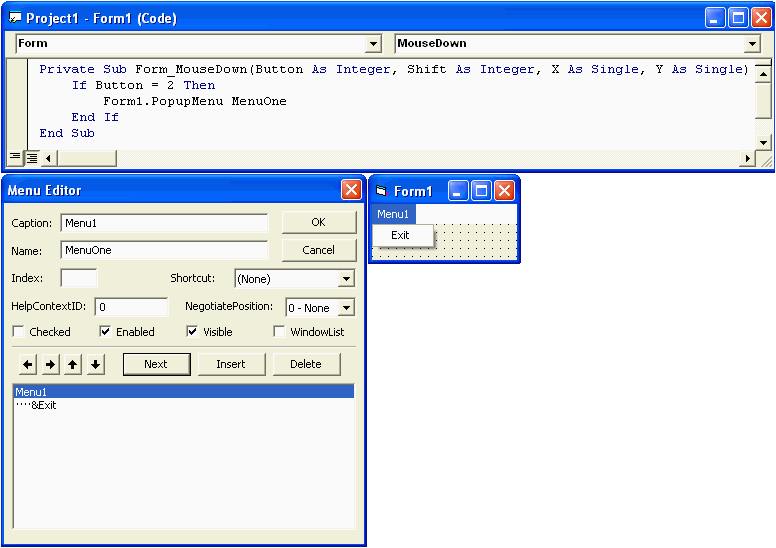 Project1 - Form1 (Code)
Form MouseDown
Private Sub Form_MouseDown(Button As Integer, Shift As Integer, X As Single, Y As Single)
If Button = 2 Then
Form1.PopupMenu MenuOne
End If
End Sub
Menu Editor
Caption: Menu1 OK
Name: MenuOne Cancel
Index: Shortcut: (None)
HelpContextID: 0 NegotiatePosition: 0 - None
Checked Enabled Visible WindowList
Next Insert Delete
Menu1
····&Exit
Form1
Menu1
Exit